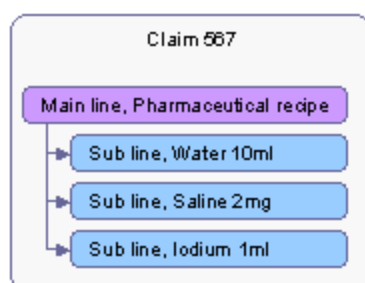 Claim 567
Main line, Pharmaceutical recipe
Sub line, Water 10ml
Sub line, Saline 2mg
Sub line, Iodium 1ml